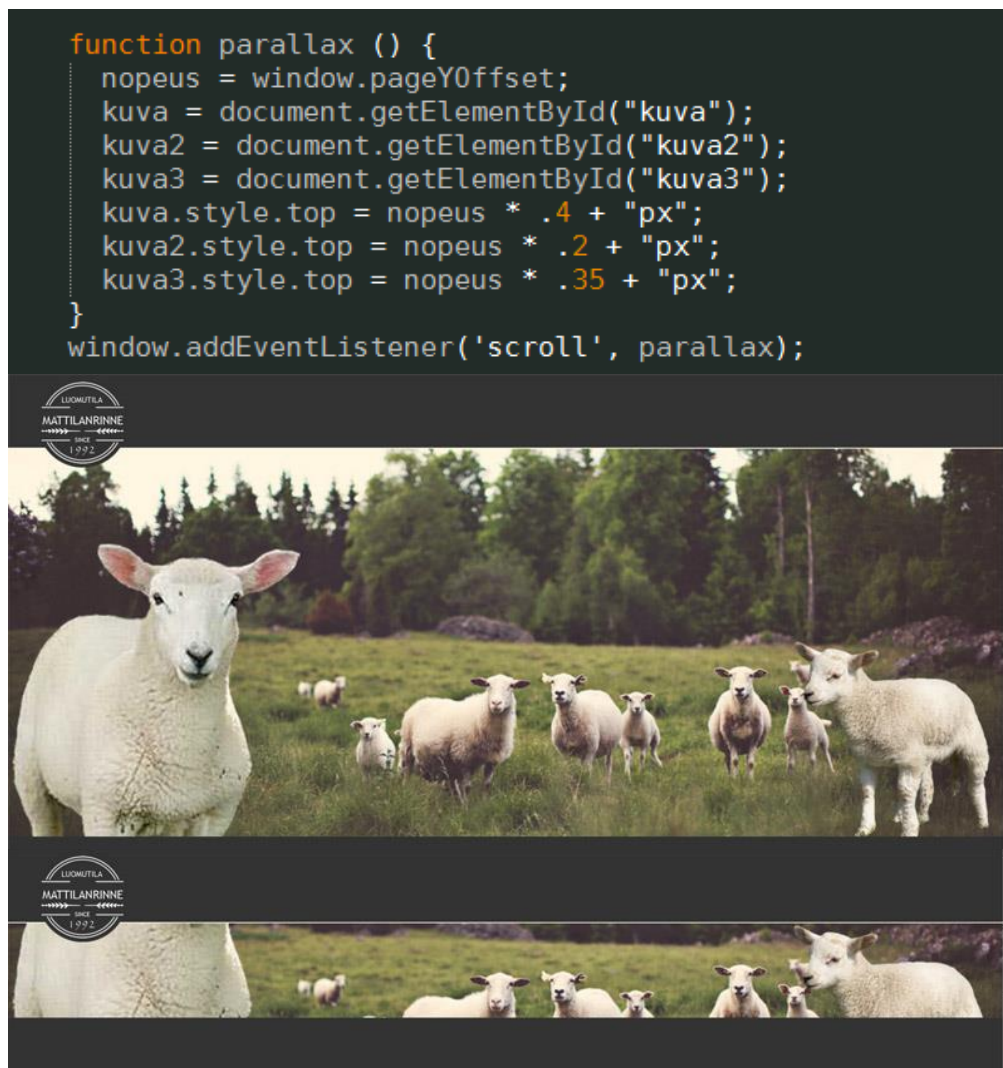 function parallax () {
nopeus = window.pageYOffset;
kuva = document.getElementById("kuva");
kuva2 = document.getElementById("kuva2");
kuva3 = document.getElementById("kuva3");
kuva.style.top = nopeus * .4 + "px";
kuva2.style.top = nopeus * .2 + "px";
kuva3.style.top = nopeus * .35 + "px";
}
window.addEventListener('scroll', parallax);
LUOMUTILA
MATTILANRINNE
SINCE
1992
LUOMUTILA
MATTILANRINNE
SINCE
1992